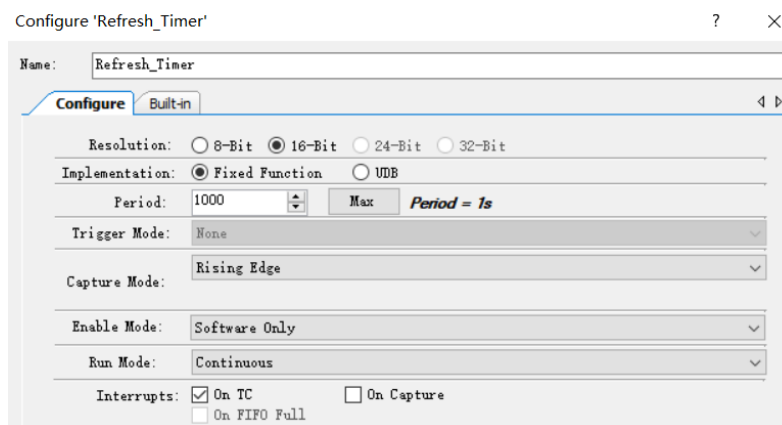 Configure 'Refresh_Timer'
Name: Refresh_Timer
Configure Built-in
Resolution: 8-Bit 16-Bit 24-Bit 32-Bit
Implementation: Fixed Function UDB
Period: 1000 Max Period = 1s
Trigger Mode: None
Capture Mode: Rising Edge
Enable Mode: Software Only
Run Mode: Continuous
Interrupts: On TC On Capture
On FIFO Full